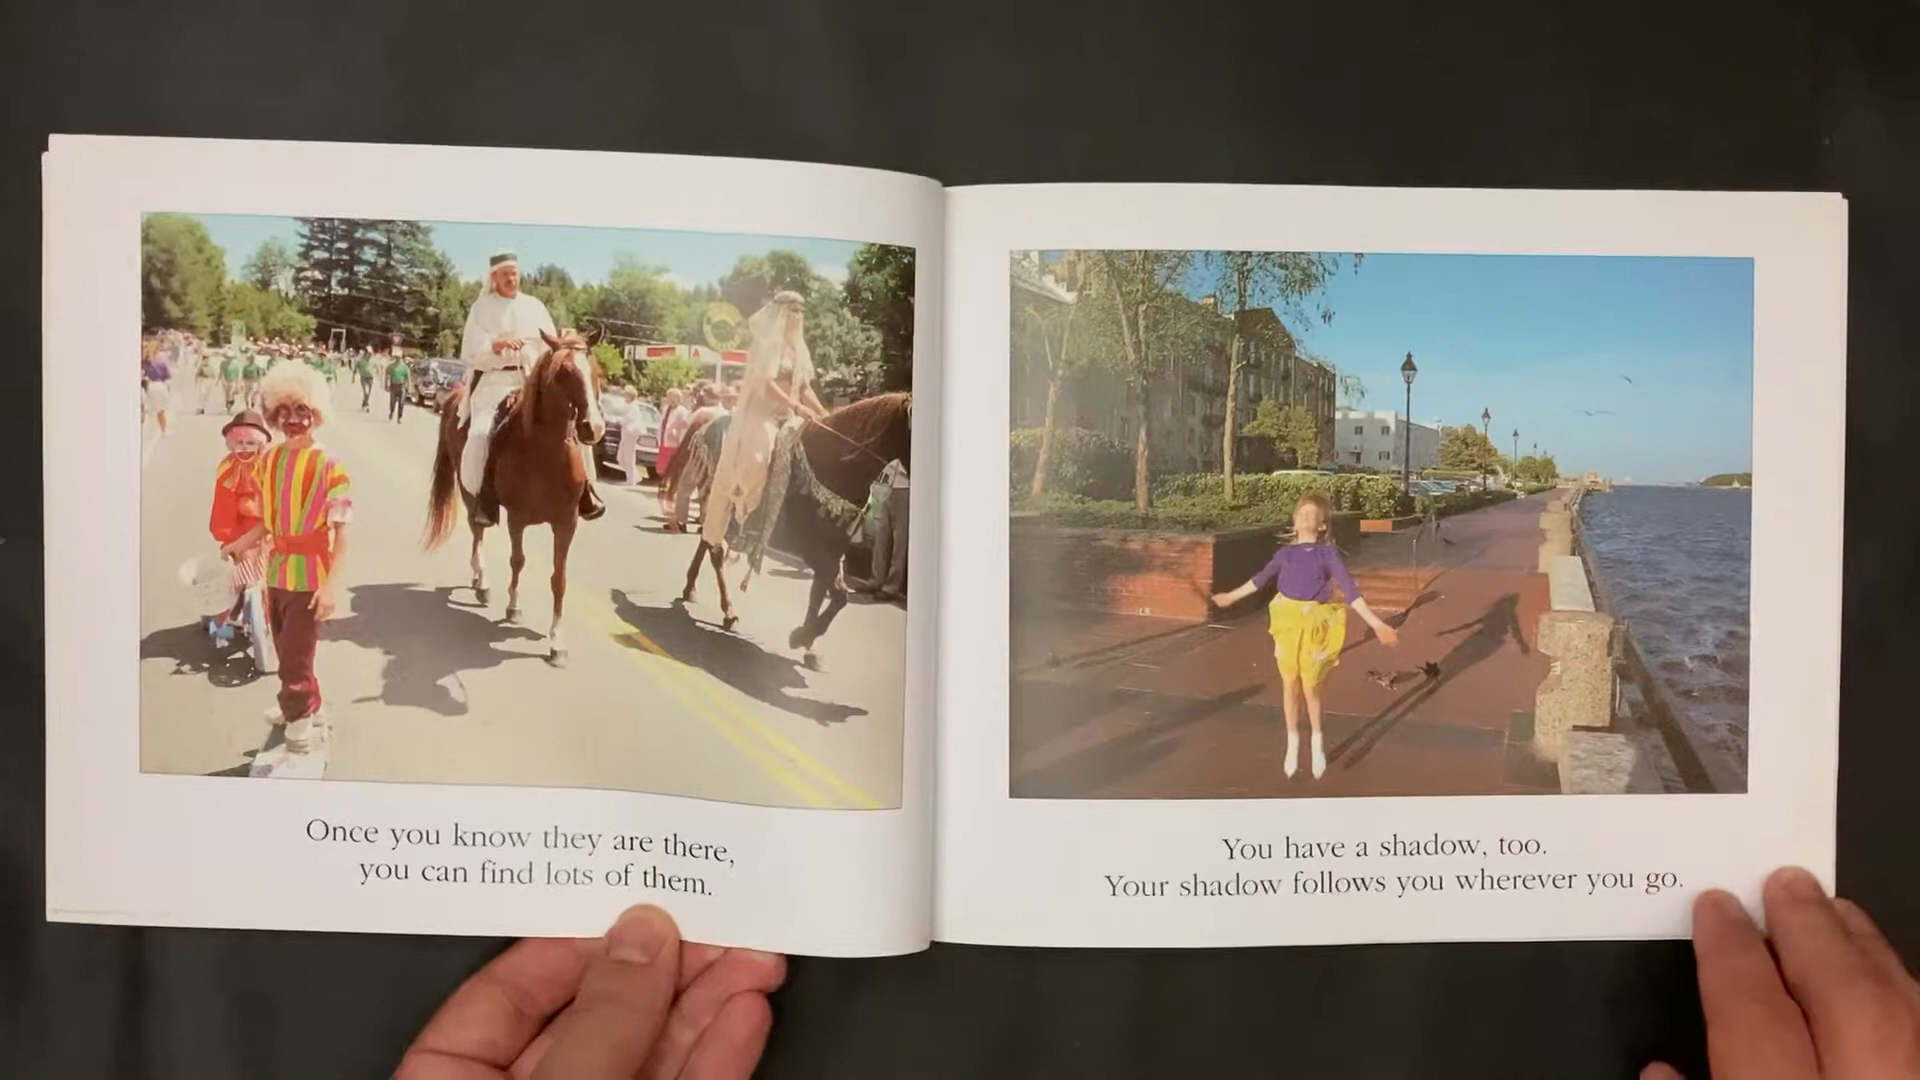 Once you know they are there,
you can find lots of them.
You have a shadow, too.
Your shadow follows you wherever you go.